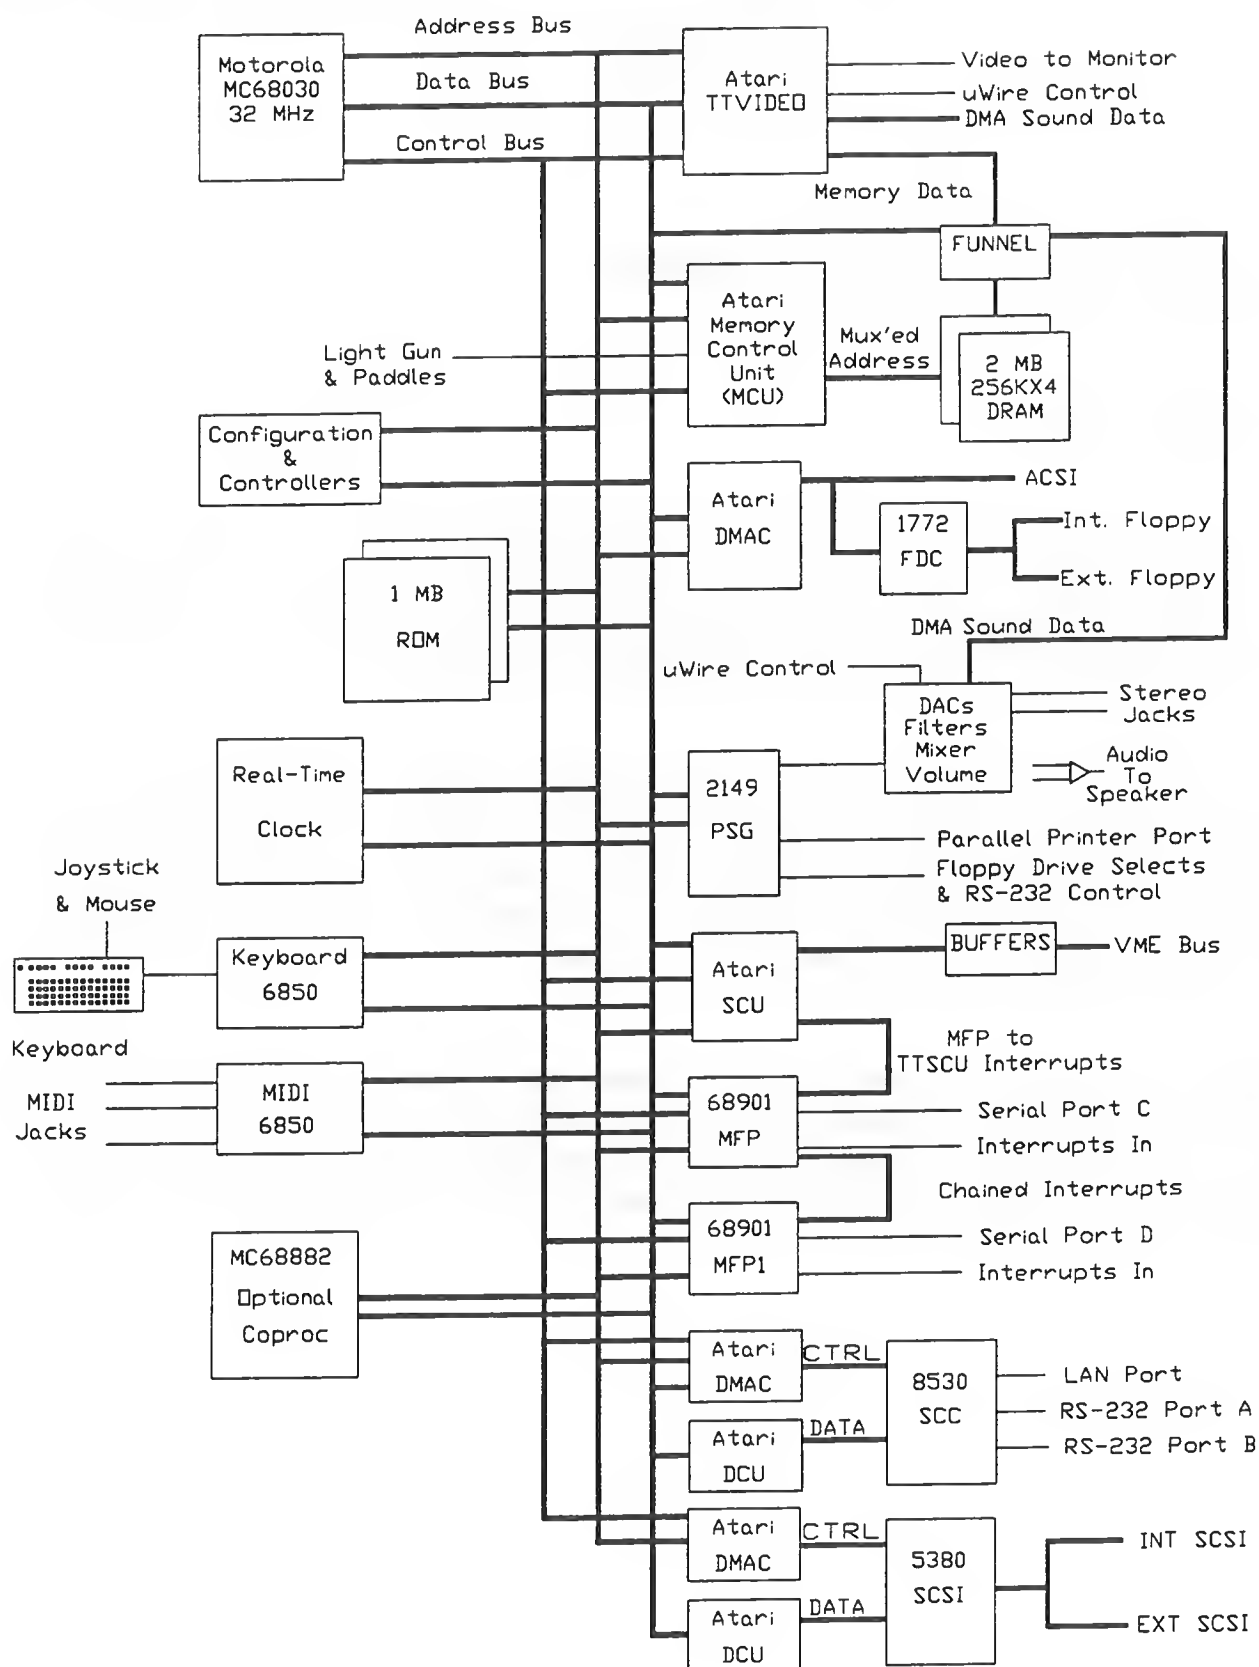 Address Bus
Motorola
MC68030
32 MHz
Data Bus
Control Bus
Atari
TTVIDEO
Video to Monitor
uWire Control
DMA Sound Data
Memory Data
FUNNEL
Atari
Memory
Control
Unit
(MCU)
Mux'ed
Address
2 MB
256KX4
DRAM
Light Gun
& Paddles
Configuration
&
Controllers
Atari
DMAC
ACSI
1772
FDC
Int. Floppy
Ext. Floppy
1 MB
ROM
DMA Sound Data
uWire Control
DACs
Filters
Mixer
Volume
Stereo
Jacks
Audio
To
Speaker
Real-Time
Clock
2149
PSG
Parallel Printer Port
Floppy Drive Selects
& RS-232 Control
Joystick
& Mouse
Keyboard
6850
Keyboard
Atari
SCU
BUFFERS
VME Bus
MFP to
TTSCU Interrupts
MIDI
Jacks
MIDI
6850
68901
MFP
Serial Port C
Interrupts In
Chained Interrupts
68901
MFP1
Serial Port D
Interrupts In
MC68882
Optional
Coproc
Atari
DMAC
CTRL
8530
SCC
LAN Port
RS-232 Port A
RS-232 Port B
Atari
DCU
DATA
Atari
DMAC
CTRL
5380
SCSI
INT SCSI
EXT SCSI
Atari
DCU
DATA